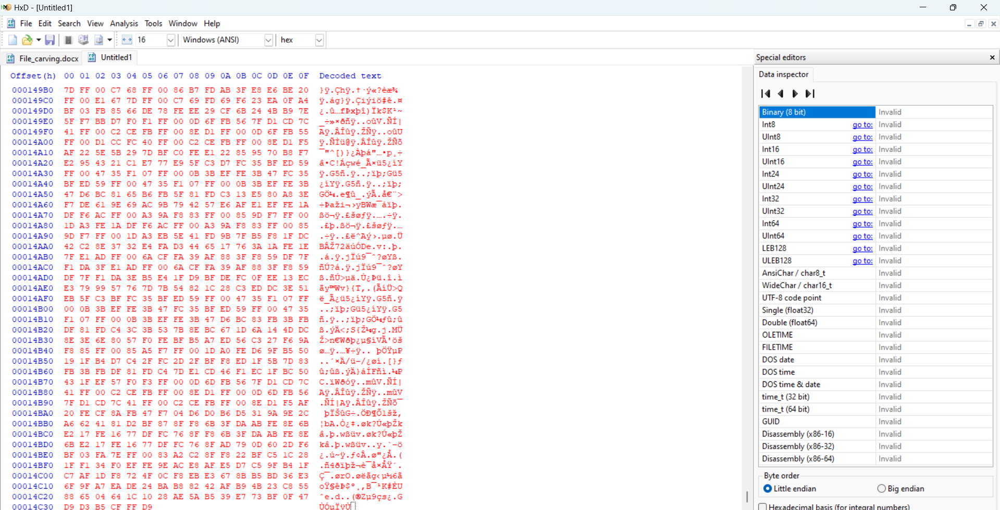 HxD - [Untitled1]
File Edit Search View Analysis Tools Window Help
16 Windows (ANSI) hex
File_carving.docx Untitled1
Special editors
Offset(h) 00 01 02 03 04 05 06 07 08 09 0A 0B 0C 0D 0E 0F Decoded text
000149B0 7D FF 00 C7 68 FF 00 86 B7 FD AB 3F E8 E6 BE 20 }ÿ.Çhÿ.†·ý«?èæ¾
000149C0 FF 00 E1 67 7D FF 00 C7 69 FD 69 F6 23 EA 0F A4 ÿ.ág}ÿ.Çiýiö#ê.¤
000149D0 BF 03 FB 85 66 DE 78 FE EE 29 CF 6B 24 4B B9 7E ¿.û…fÞxþî)Ïk$K¹~
000149E0 5F F7 BB D7 F0 F1 FF 00 0D 6F FB 56 7F D1 CD 7C _÷»×ðñÿ..oûV.ÑÍ|
000149F0 41 FF 00 C2 CE FB FF 00 8E D1 FF 00 0D 6F FB 55 Aÿ.ÂÎûÿ.ŽÑÿ..oûU
00014A00 FF 00 D1 CC FC 40 FF 00 C2 CE FB FF 00 8E D1 F5 ÿ.ÑÌü@ÿ.ÂÎûÿ.ŽÑõ
00014A10 AF 22 5E 5B 29 7D BF C0 FE E1 22 85 95 70 B8 F7 ¯"^[)}¿Àþá"…•p¸÷
00014A20 E2 95 43 21 C1 E7 77 E9 5F C3 D7 FC 35 BF ED 59 â•C!Áçwé_Ã×ü5¿íY
00014A30 FF 00 47 35 F1 07 FF 00 0B 3B EF FE 3B 47 FC 35 ÿ.G5ñ.ÿ..;ïþ;Gü5
00014A40 BF ED 59 FF 00 47 35 F1 07 FF 00 0B 3B EF FE 3B ¿íYÿ.G5ñ.ÿ..;ïþ;
00014A50 47 D6 BC 81 65 B6 FB 5F 81 FD C3 13 E5 80 A8 3E GÖ¼.e¶û_.ýÃ.å€¨>
00014A60 F7 DE 61 9E 69 AC 9B 79 42 57 E6 AF E1 EF FE 1A ÷Þaži¬›yBWæ¯áïþ.
00014A70 DF F6 AC FF 00 A3 9A F8 83 FF 00 85 9D F7 FF 00 ßö¬ÿ.£šøƒÿ.….÷ÿ.
00014A80 1D A3 FE 1A DF F6 AC FF 00 A3 9A F8 83 FF 00 85 .£þ.ßö¬ÿ.£šøƒÿ.…
00014A90 9D F7 FF 00 1D A3 EB 5E 41 FD 9B 7F B5 F8 1F DC .÷ÿ..£ë^Aý›.µø.Ü
00014AA0 42 C2 8E 37 32 E4 FA D3 44 65 17 76 3A 1A FE 1E BÂŽ72äúÓDe.v:.þ.
00014AB0 7F E1 AD FF 00 6A CF FA 39 AF 88 3F F8 59 DF 7F .á.ÿ.jÏú9¯ˆ?øYß.
00014AC0 F1 DA 3F E1 AD FF 00 6A CF FA 39 AF 88 3F F8 59 ñÚ?á.ÿ.jÏú9¯ˆ?øY
00014AD0 DF 7F F1 DA 3E B5 E4 1F D9 BF DE FC 0F EE 13 EC ß.ñÚ>µä.Ù¿Þü.î.ì
00014AE0 E3 79 99 57 76 7D 7B 54 82 1C 28 C3 ED DC 3E 51 ãy™Wv}{T‚.(ÃíÜ>Q
00014AF0 EB 5F C3 BF FC 35 BF ED 59 FF 00 47 35 F1 07 FF ë_Ã¿ü5¿íYÿ.G5ñ.ÿ
00014B00 00 0B 3B EF FE 3B 47 FC 35 BF ED 59 FF 00 47 35 ..;ïþ;Gü5¿íYÿ.G5
00014B10 F1 07 FF 00 0B 3B EF FE 3B 47 D6 BC 83 FB 3B FB ñ.ÿ..;ïþ;GÖ¼ƒû;û
00014B20 DF 81 FD C4 3C 3B 53 7B 8E BC 67 1D 6A 14 4D DC ß.ýÄ<;S{Ž¼g.j.MÜ
00014B30 8E 3E 6E 80 57 F0 FE BF B5 A7 ED 56 C3 27 F6 9A Ž>n€Wðþ¿µ§íVÃ'öš
00014B40 F8 85 FF 00 85 A5 F7 FF 00 1D A0 FE D6 9F B5 50 ø…ÿ.…¥÷ÿ.. þÖŸµP
00014B50 19 1F B4 D7 C4 2F FC 2D 2F BF F8 ED 1F 5B 7D 83 ..´×Ä/ü-/¿øí.[}ƒ
00014B60 FB 3B FB DF 81 FD C4 7D E1 CD 46 F1 EC 1F BC 50 û;ûß.ýÄ}áÍFñì.¼P
00014B70 43 1F EF 57 F0 F3 FF 00 0D 6D FB 56 7F D1 CD 7C C.ïWðóÿ..mûV.ÑÍ|
00014B80 41 FF 00 C2 CE FB FF 00 8E D1 FF 00 0D 6D FB 56 Aÿ.ÂÎûÿ.ŽÑÿ..mûV
00014B90 7F D1 CD 7C 41 FF 00 C2 CE FB FF 00 8E D1 F5 AF .ÑÍ|Aÿ.ÂÎûÿ.ŽÑõ¯
00014BA0 20 FE CF 8A FB 47 F7 04 D6 D0 B6 D5 31 9A 9E 2C þÏŠûG÷.ÖÐ¶Õ1šž,
00014BB0 A6 62 41 81 D2 BF 87 8F F8 6B 3F DA AB FE 8E 6B ¦bA.Ò¿‡.øk?Ú«þŽk
00014BC0 E2 17 FE 16 77 DF FC 76 8F F8 6B 3F DA AB FE 8E â.þ.wßüv.øk?Ú«þŽ
00014BD0 6B E2 17 FE 16 77 DF FC 76 8F AD 79 0D 60 2D F6 kâ.þ.wßüv..y.`-ö
00014BE0 BF 03 FA 7E FF 00 83 A2 C2 8F F8 22 BF C5 1C 28 ¿.ú~ÿ.ƒ¢Â.ø"¿Å.(
00014BF0 1F F1 34 F0 EF FE 9E AC E8 AF E5 D7 C5 9F B4 1F .ñ4ðïþž¬è¯å×ÅŸ´.
00014C00 C7 AF 1D F8 72 4F 0C F8 EB E3 67 8B B5 BD 36 E3 Ç¯.ørO.øëãg‹µ½6ã
00014C10 6F 9F A7 EA DE 24 BA B8 82 42 AF B9 4B 23 C8 55 oŸ§êÞ$º¸‚B¯¹K#ÈU
00014C20 88 65 04 64 1C 10 28 AE 5A B5 39 E7 73 BF 0F 47 ˆe.d..(®Zµ9çs¿.G
00014C30 D9 D3 B5 CF FF D9 ÙÓµÏÿÙ
Data inspector
Binary (8 bit) Invalid
Int8 go to: Invalid
UInt8 go to: Invalid
Int16 go to: Invalid
UInt16 go to: Invalid
Int24 go to: Invalid
UInt24 go to: Invalid
Int32 go to: Invalid
UInt32 go to: Invalid
Int64 go to: Invalid
UInt64 go to: Invalid
LEB128 go to: Invalid
ULEB128 go to: Invalid
AnsiChar / char8_t Invalid
WideChar / char16_t Invalid
UTF-8 code point Invalid
Single (float32) Invalid
Double (float64) Invalid
OLETIME Invalid
FILETIME Invalid
DOS date Invalid
DOS time Invalid
DOS time & date Invalid
time_t (32 bit) Invalid
time_t (64 bit) Invalid
GUID Invalid
Disassembly (x86-16) Invalid
Disassembly (x86-32) Invalid
Disassembly (x86-64) Invalid
Byte order
Little endian Big endian
Hexadecimal basis (for integral numbers)